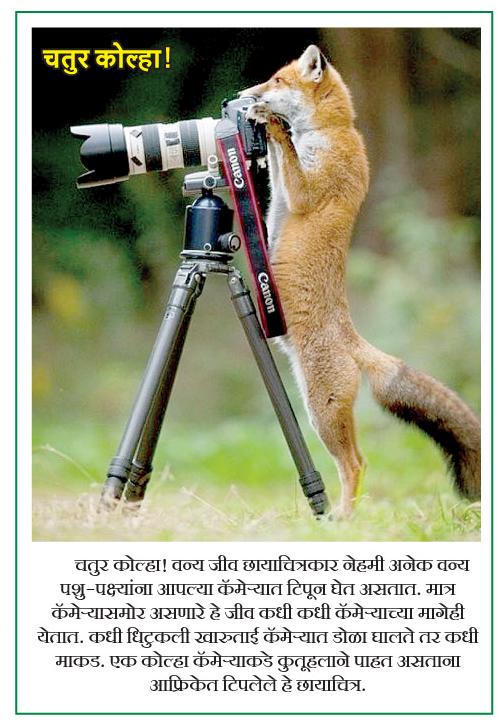 चतुर कोल्हा!
Canon
Canon
चतुर कोल्हा! वन्य जीव छायाचित्रकार नेहमी अनेक वन्य
पशु-पक्ष्यांना आपल्या कॅमेऱ्यात टिपून घेत असतात. मात्र
कॅमेऱ्यासमोर असणारे हे जीव कधी कधी कॅमेऱ्याच्या मागेही
येतात. कधी धिटुकली खारुताई कॅमेऱ्यात डोळा घालते तर कधी
माकड. एक कोल्हा कॅमेऱ्याकडे कुतूहलाने पाहत असताना
आफ्रिकेत टिपलेले हे छायाचित्र.